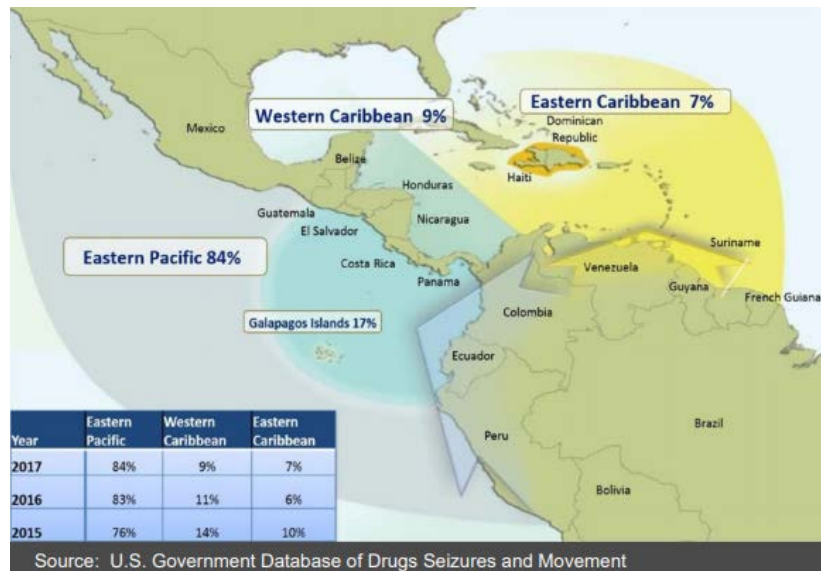 Western Caribbean 9%
Eastern Caribbean 7%
Dominican
Republic
Mexico
Haiti
Belize
Honduras
Guatemala
Nicaragua
El Salvador
Eastern Pacific 84%
Costa Rica
Panama
Suriname
Venezuela
Guyana
French Guiana
Colombia
Galapagos Islands 17%
Ecuador
Peru
Brazil
Bolivia
Year Eastern Pacific Western Caribbean Eastern Caribbean
2017 84% 9% 7%
2016 83% 11% 6%
2015 76% 14% 10%
Source: U.S. Government Database of Drugs Seizures and Movement